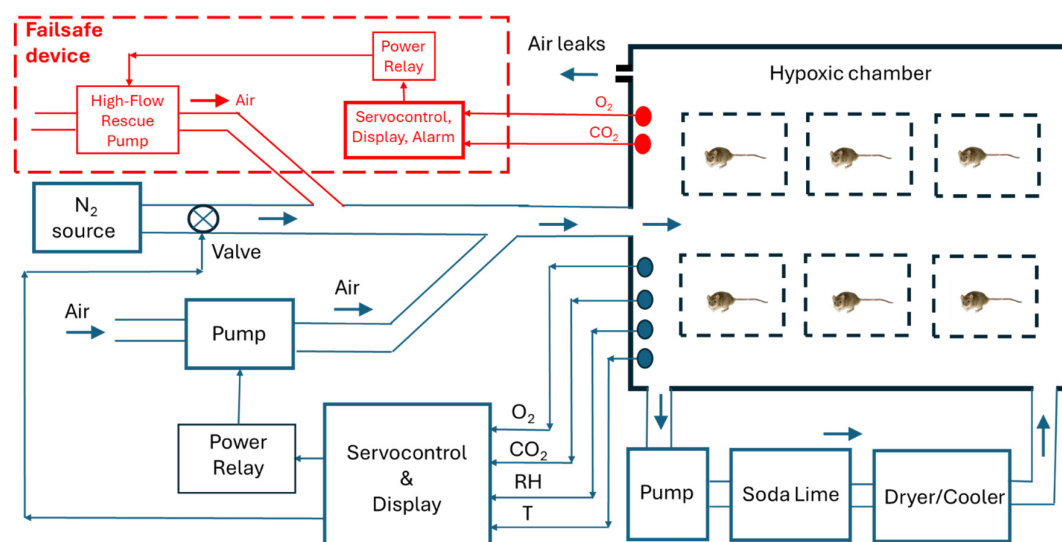 Failsafe
device
Power
Relay
High-Flow
Rescue
Pump
Air
Servocontrol,
Display, Alarm
O₂
CO₂
Air leaks
Hypoxic chamber
N₂
source
Valve
Air
Air
Pump
Power
Relay
Servocontrol
&
Display
O₂
CO₂
RH
T
Pump
Soda Lime
Dryer/Cooler